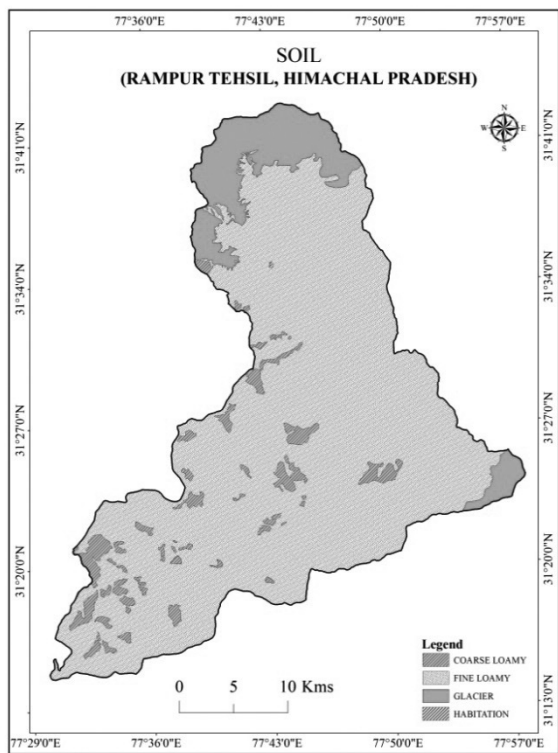 77°36'0"E 77°43'0"E 77°50'0"E 77°57'0"E
SOIL
(RAMPUR TEHSIL, HIMACHAL PRADESH)
N
W E
S
31°41'0"N 31°41'0"N
31°34'0"N 31°34'0"N
31°27'0"N 31°27'0"N
31°20'0"N 31°20'0"N
31°13'0"N
Legend
COARSE LOAMY
FINE LOAMY
GLACIER
HABITATION
0 5 10 Kms
77°29'0"E 77°36'0"E 77°43'0"E 77°50'0"E 77°57'0"E